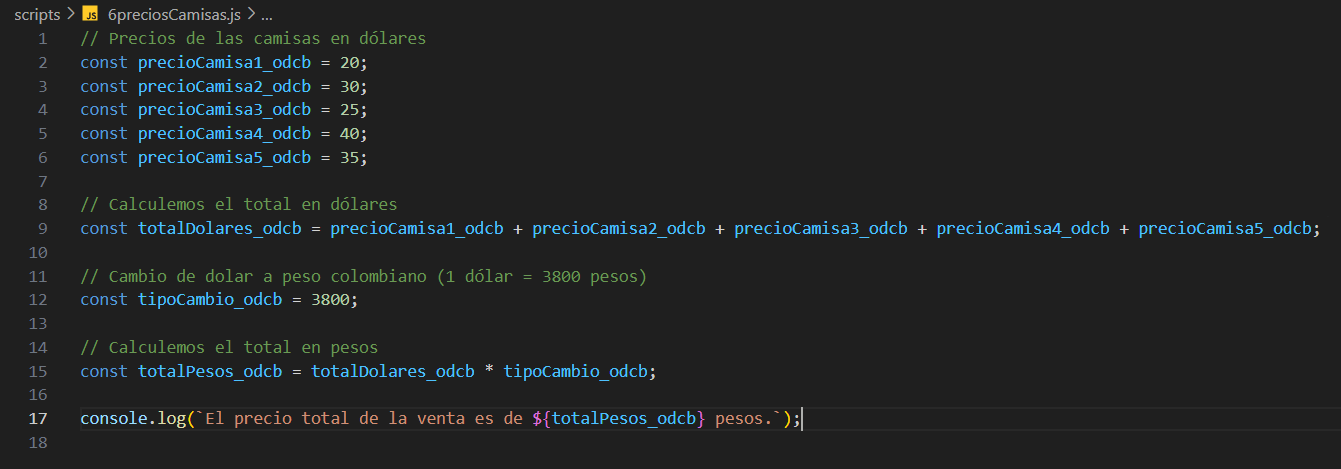 scripts > JS 6preciosCamisas.js > ...
1 // Precios de las camisas en dólares
2 const precioCamisa1_odcb = 20;
3 const precioCamisa2_odcb = 30;
4 const precioCamisa3_odcb = 25;
5 const precioCamisa4_odcb = 40;
6 const precioCamisa5_odcb = 35;
7
8 // Calculemos el total en dólares
9 const totalDolares_odcb = precioCamisa1_odcb + precioCamisa2_odcb + precioCamisa3_odcb + precioCamisa4_odcb + precioCamisa5_odcb;
10
11 // Cambio de dolar a peso colombiano (1 dólar = 3800 pesos)
12 const tipoCambio_odcb = 3800;
13
14 // Calculemos el total en pesos
15 const totalPesos_odcb = totalDolares_odcb * tipoCambio_odcb;
16
17 console.log(`El precio total de la venta es de ${totalPesos_odcb} pesos.`);
18